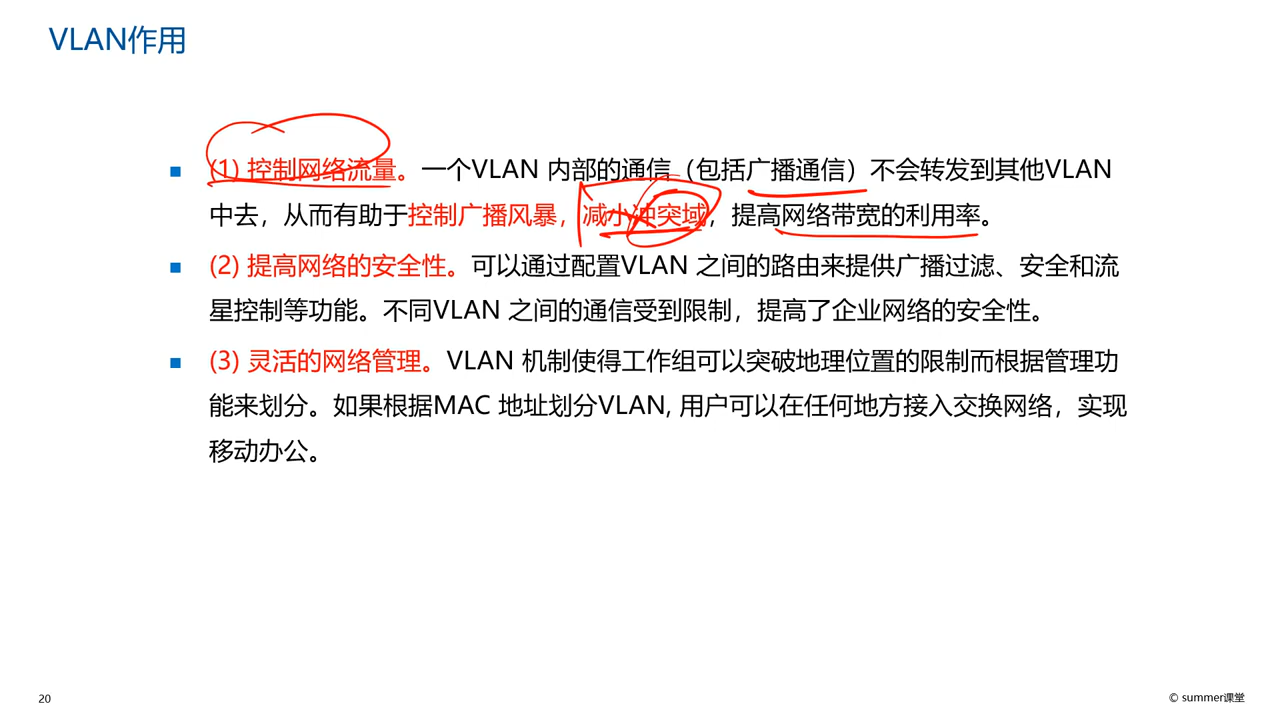 VLAN作用
(1) 控制网络流量。一个VLAN 内部的通信（包括广播通信）不会转发到其他VLAN
中去，从而有助于控制广播风暴，减小冲突域，提高网络带宽的利用率。
(2) 提高网络的安全性。可以通过配置VLAN 之间的路由来提供广播过滤、安全和流
星控制等功能。不同VLAN 之间的通信受到限制，提高了企业网络的安全性。
(3) 灵活的网络管理。VLAN 机制使得工作组可以突破地理位置的限制而根据管理功
能来划分。如果根据MAC 地址划分VLAN, 用户可以在任何地方接入交换网络，实现
移动办公。
20
© summer课堂